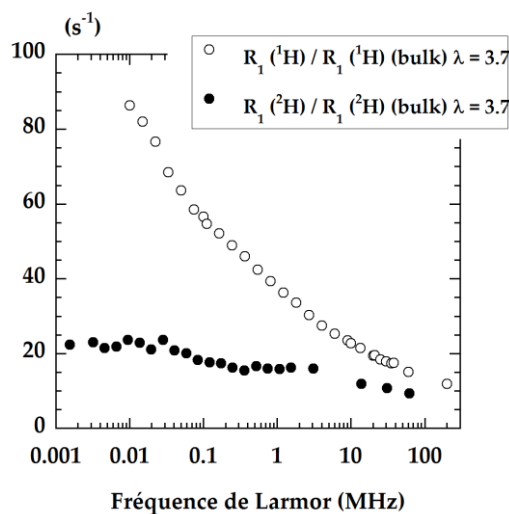 (s⁻¹)
R₁ (¹H) / R₁ (¹H) (bulk) λ = 3.7
R₁ (²H) / R₁ (²H) (bulk) λ = 3.7
100
80
60
40
20
0
0.001 0.01 0.1 1 10 100
Fréquence de Larmor (MHz)